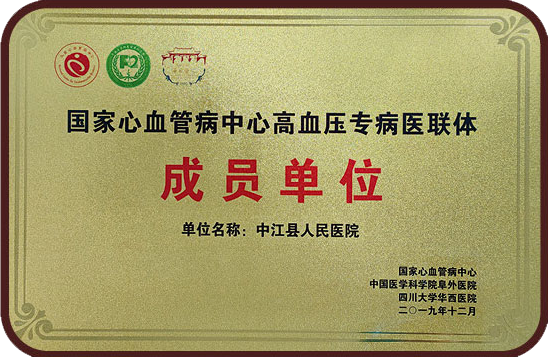 国家心血管病中心高血压专病医联体
成员单位
单位名称：中江县人民医院
国家心血管病中心
中国医学科学院阜外医院
四川大学华西医院
二〇一九年十二月